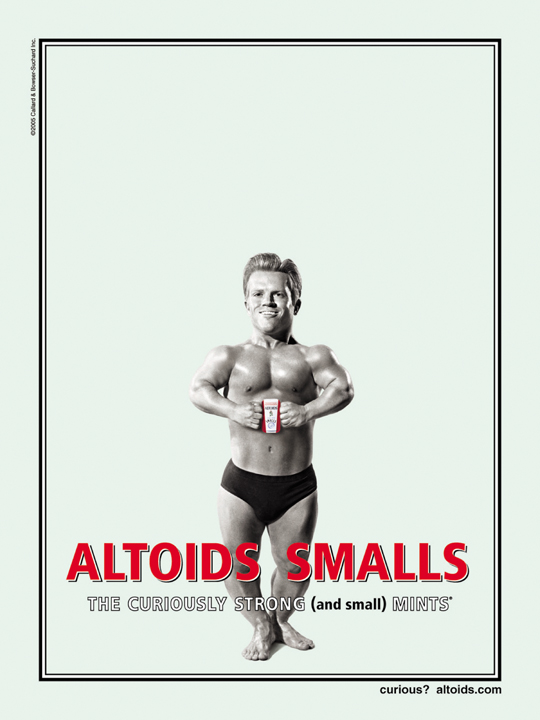 ©2005 Callard & Bowser-Suchard Inc.
ALTOIDS SMALLS
THE CURIOUSLY STRONG (and small) MINTS*
curious? altoids.com